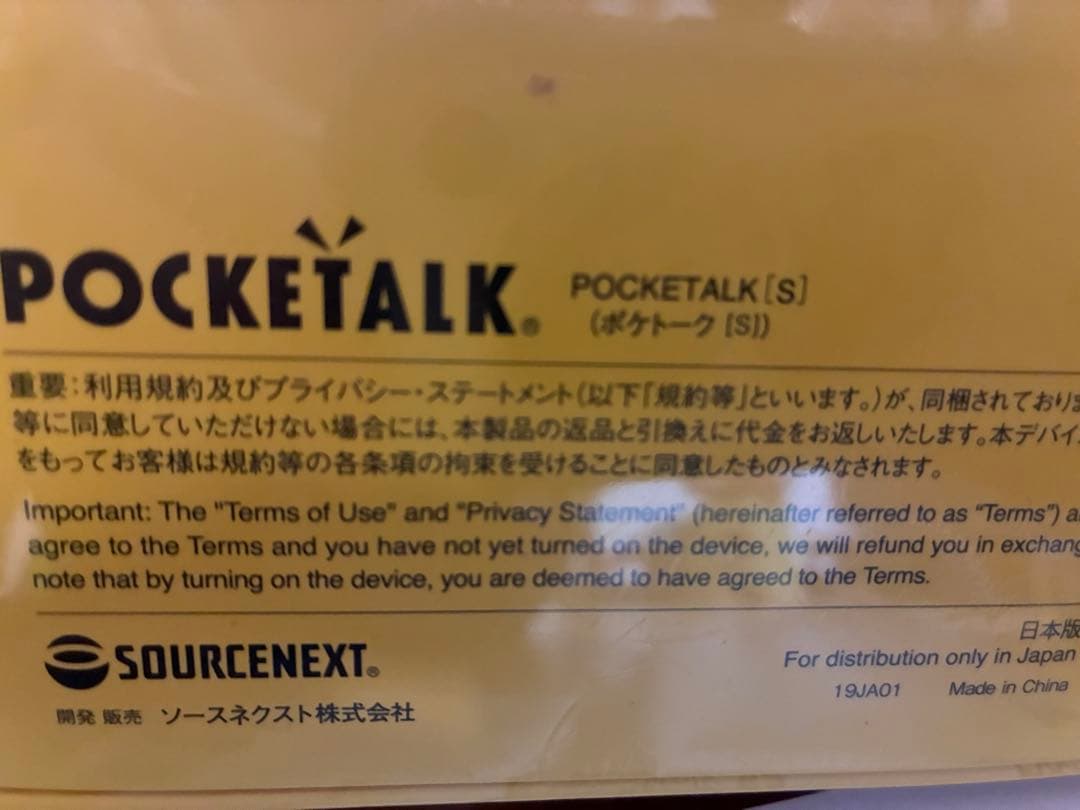 POCKETALK®
POCKETALK[S]
(ポケトーク [S])
重要：利用規約及びプライバシー・ステートメント(以下「規約等」といいます。)が、同梱されておりま
等に同意していただけない場合には、本製品の返品と引換えに代金をお返しいたします。本デバイ
をもってお客様は規約等の各条項の拘束を受けることに同意したものとみなされます。
Important: The "Terms of Use" and "Privacy Statement" (hereinafter referred to as “Terms”) a
agree to the Terms and you have not yet turned on the device, we will refund you in exchang
note that by turning on the device, you are deemed to have agreed to the Terms.
SOURCENEXT®
開発 販売 ソースネクスト株式会社
日本版
For distribution only in Japan
19JA01 Made in China